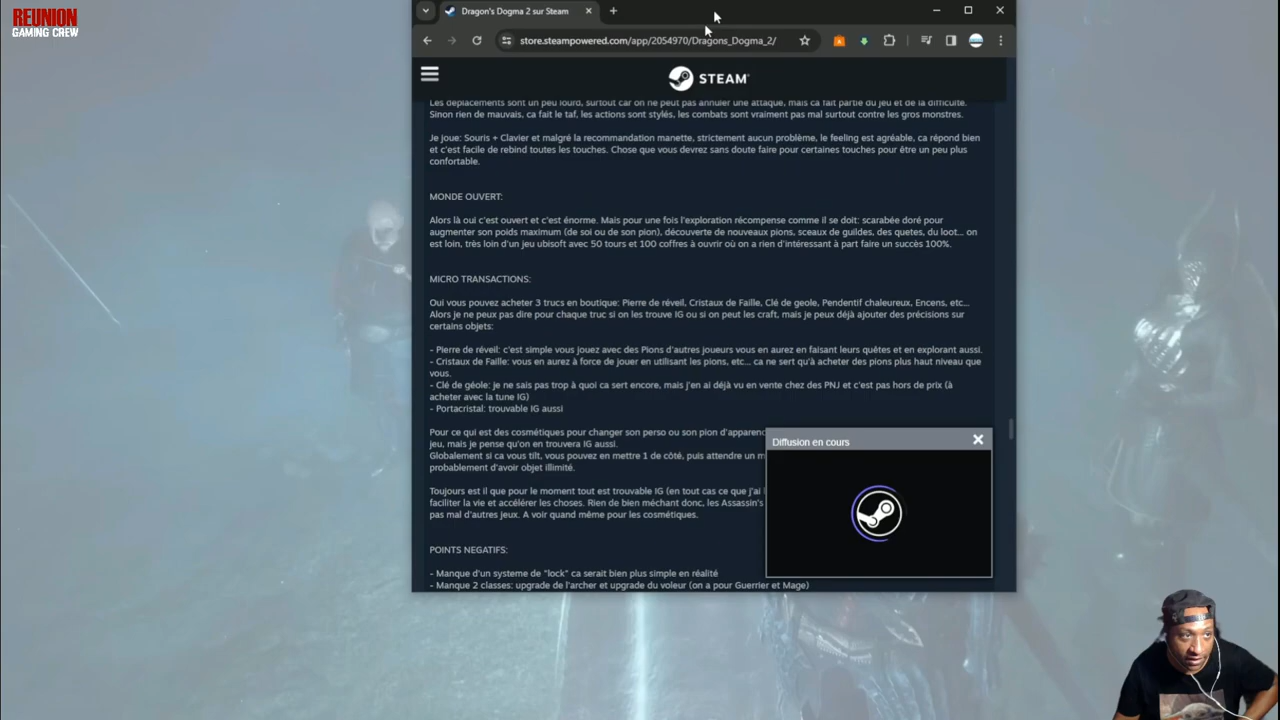 REUNION
GAMING CREW
Dragon's Dogma 2 sur Steam
store.steampowered.com/app/2054970/Dragons_Dogma_2/
STEAM
Les déplacements sont un peu lourd, surtout car on ne peut pas annuler une attaque, mais ca fait partie du jeu et de la difficulté.
Sinon rien de mauvais, ca fait le taf, les actions sont stylés, les combats sont vraiment pas mal surtout contre les gros monstres.
Je joue: Souris + Clavier et malgré la recommandation manette, strictement aucun problème, le feeling est agréable, ca répond bien
et c'est facile de rebind toutes les touches. Chose que vous devrez sans doute faire pour certaines touches pour être un peu plus
confortable.
MONDE OUVERT:
Alors là oui c'est ouvert et c'est énorme. Mais pour une fois l'exploration récompense comme il se doit: scarabée doré pour
augmenter son poids maximum (de soi ou de son pion), découverte de nouveaux pions, sceaux de guildes, des quetes, du loot... on
est loin, très loin d'un jeu ubisoft avec 50 tours et 100 coffres à ouvrir où on a rien d'intéressant à part faire un succès 100%.
MICRO TRANSACTIONS:
Oui vous pouvez acheter 3 trucs en boutique: Pierre de réveil, Cristaux de Faille, Clé de geole, Pendentif chaleureux, Encens, etc...
Alors je ne peux pas dire pour chaque truc si on les trouve IG ou si on peut les craft, mais je peux déjà ajouter des précisions sur
certains objets:
- Pierre de réveil: c'est simple vous jouez avec des Pions d'autres joueurs vous en aurez en faisant leurs quêtes et en explorant aussi.
- Cristaux de Faille: vous en aurez à force de jouer en utilisant les pions, etc... ca ne sert qu'à acheter des pions plus haut niveau que
vous.
- Clé de géole: je ne sais pas trop à quoi ca sert encore, mais j'en ai déjà vu en vente chez des PNJ et c'est pas hors de prix (à
acheter avec la tune IG)
- Portacristal: trouvable IG aussi
Pour ce qui est des cosmétiques pour changer son perso ou son pion d'apparenc
jeu, mais je pense qu'on en trouvera IG aussi.
Globalement si ca vous tilt, vous pouvez en mettre 1 de côté, puis attendre un m
probablement d'avoir objet illimité.
Toujours est il que pour le moment tout est trouvable IG (en tout cas ce que j'ai
faciliter la vie et accélérer les choses. Rien de bien méchant donc, les Assassin's
pas mal d'autres jeux. A voir quand même pour les cosmétiques.
Diffusion en cours
POINTS NEGATIFS:
- Manque d'un systeme de "lock" ca serait bien plus simple en réalité
- Manque 2 classes: upgrade de l'archer et upgrade du voleur (on a pour Guerrier et Mage)